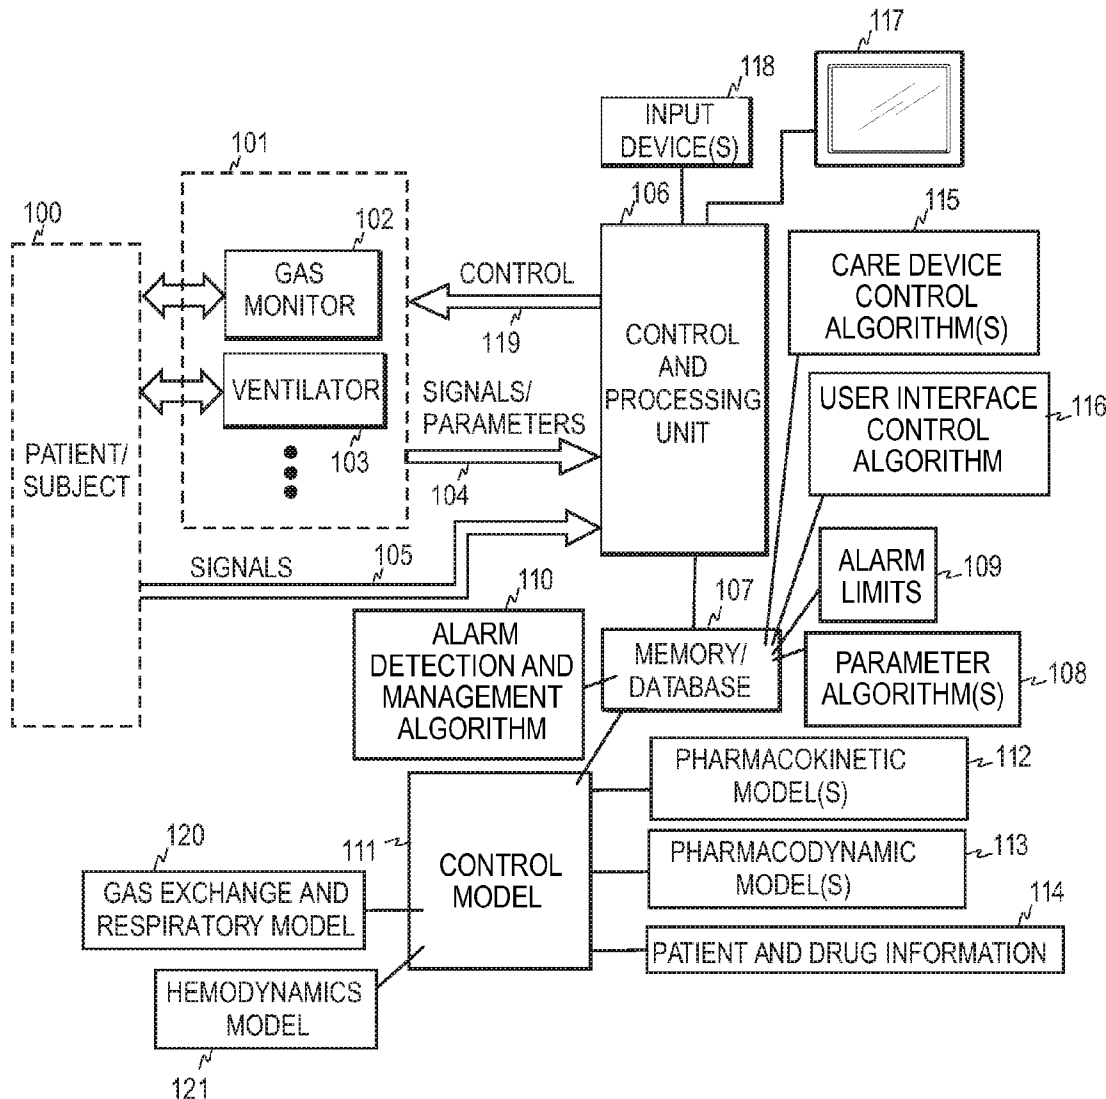 117
118
INPUT
DEVICE(S)
101
106
115
100
102
GAS
MONITOR
CONTROL
119
CARE DEVICE
CONTROL
ALGORITHM(S)
CONTROL
AND
PROCESSING
UNIT
VENTILATOR
103
SIGNALS/
PARAMETERS
104
USER INTERFACE
CONTROL
ALGORITHM
116
PATIENT/
SUBJECT
SIGNALS
105
ALARM
LIMITS
109
110
107
ALARM
DETECTION AND
MANAGEMENT
ALGORITHM
MEMORY/
DATABASE
PARAMETER
ALGORITHM(S)
108
PHARMACOKINETIC
MODEL(S)
112
120
111
CONTROL
MODEL
PHARMACODYNAMIC
MODEL(S)
113
GAS EXCHANGE AND
RESPIRATORY MODEL
114
PATIENT AND DRUG INFORMATION
HEMODYNAMICS
MODEL
121